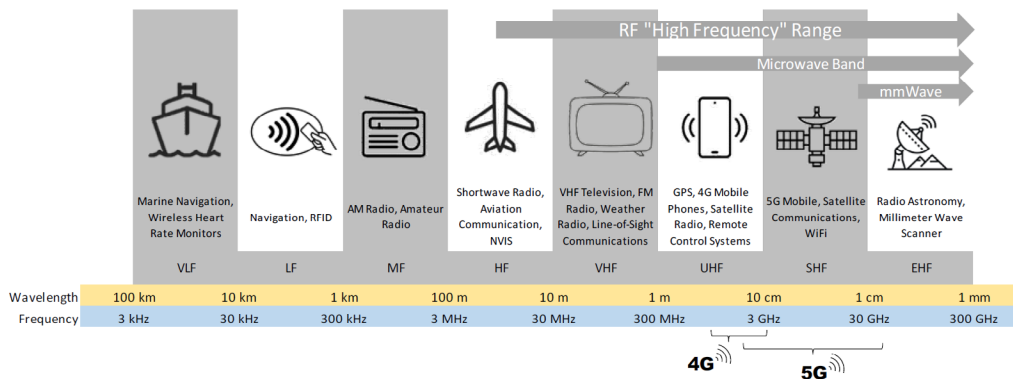 RF "High Frequency" Range
Microwave Band
mmWave
Marine Navigation,
Wireless Heart
Rate Monitors
Navigation, RFID
AM Radio, Amateur
Radio
Shortwave Radio,
Aviation
Communication,
NVIS
VHF Television, FM
Radio, Weather
Radio, Line-of-Sight
Communications
GPS, 4G Mobile
Phones, Satellite
Radio, Remote
Control Systems
5G Mobile, Satellite
Communications,
WiFi
Radio Astronomy,
Millimeter Wave
Scanner
VLF LF MF HF VHF UHF SHF EHF
Wavelength 100 km 10 km 1 km 100 m 10 m 1 m 10 cm 1 cm 1 mm
Frequency 3 kHz 30 kHz 300 kHz 3 MHz 30 MHz 300 MHz 3 GHz 30 GHz 300 GHz
4G 5G